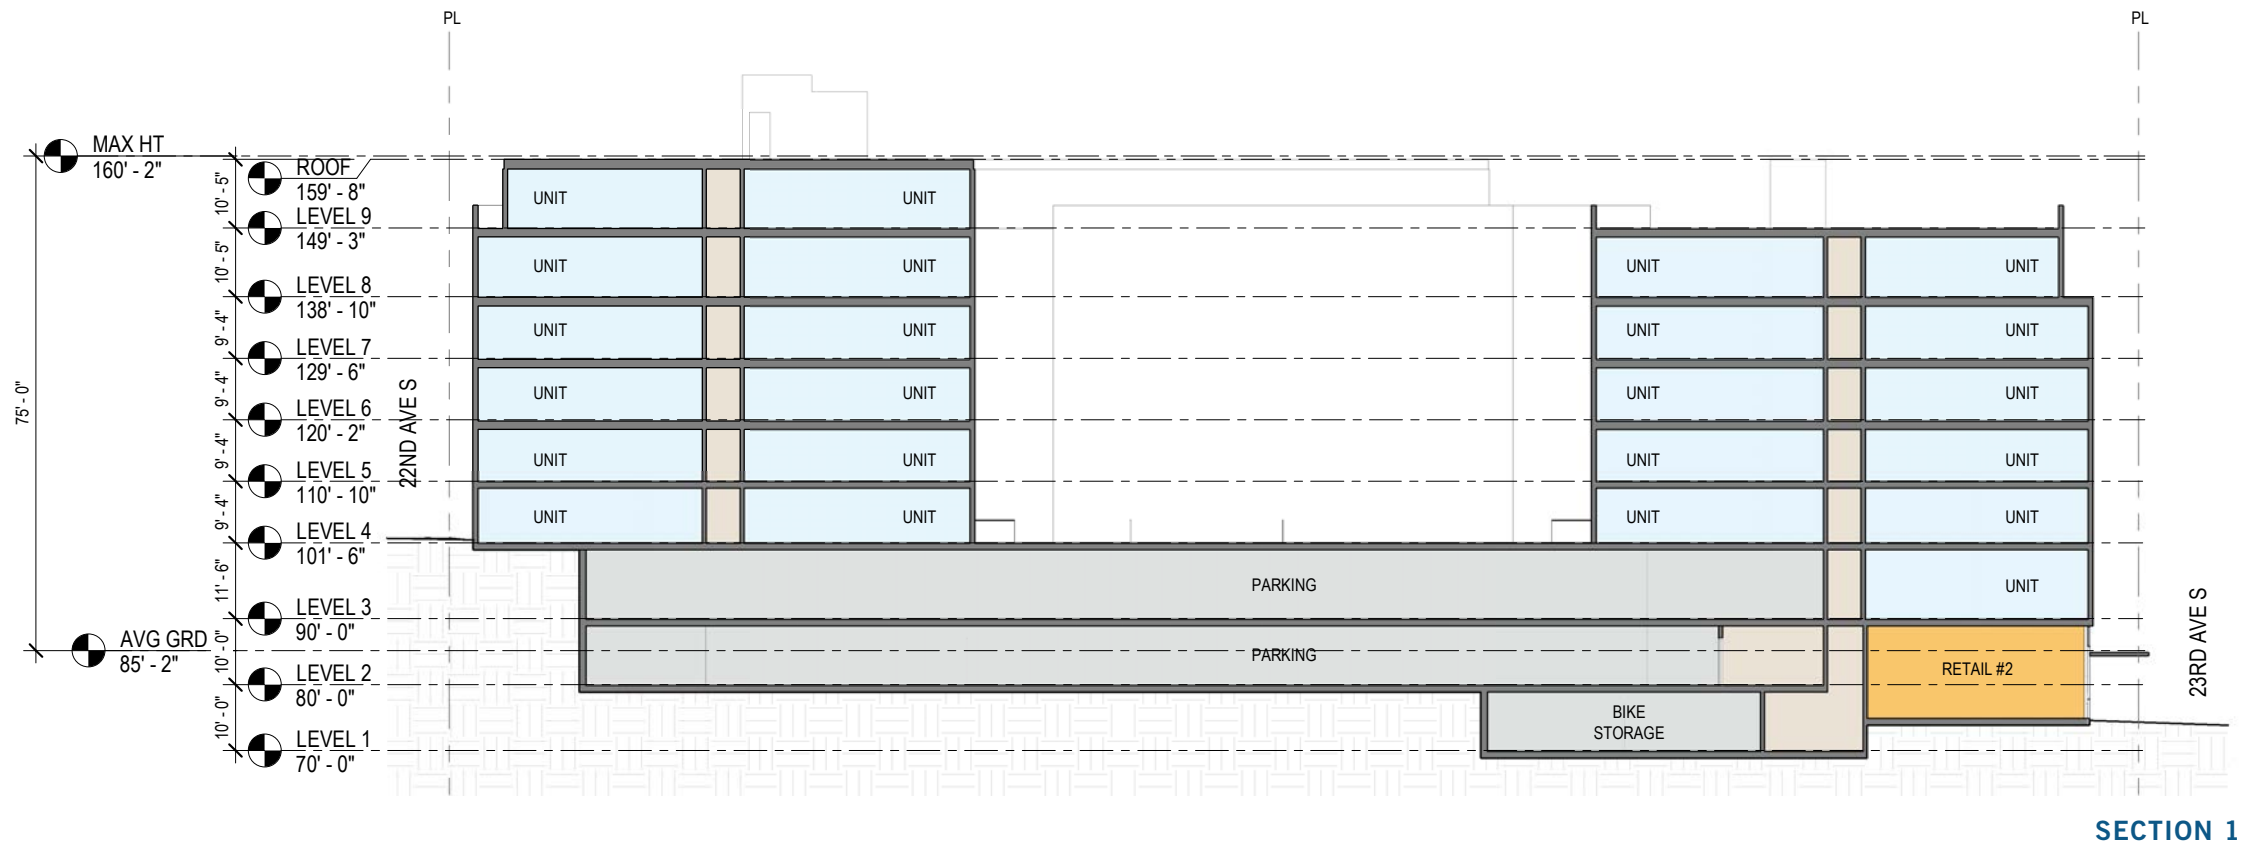 PL
PL
MAX HT
160' - 2"
ROOF
159' - 8"
10' - 5"
UNIT
UNIT
LEVEL 9
149' - 3"
10' - 5"
UNIT
UNIT
UNIT
UNIT
LEVEL 8
138' - 10"
9' - 4"
UNIT
UNIT
UNIT
UNIT
LEVEL 7
129' - 6"
9' - 4"
UNIT
UNIT
UNIT
UNIT
LEVEL 6
120' - 2"
9' - 4"
UNIT
UNIT
UNIT
UNIT
LEVEL 5
110' - 10"
9' - 4"
UNIT
UNIT
UNIT
UNIT
LEVEL 4
101' - 6"
11' - 6"
PARKING
UNIT
LEVEL 3
90' - 0"
10' - 0"
AVG GRD
85' - 2"
PARKING
RETAIL #2
LEVEL 2
80' - 0"
10' - 0"
BIKE
STORAGE
LEVEL 1
70' - 0"
75' - 0"
22ND AVE S
23RD AVE S
SECTION 1